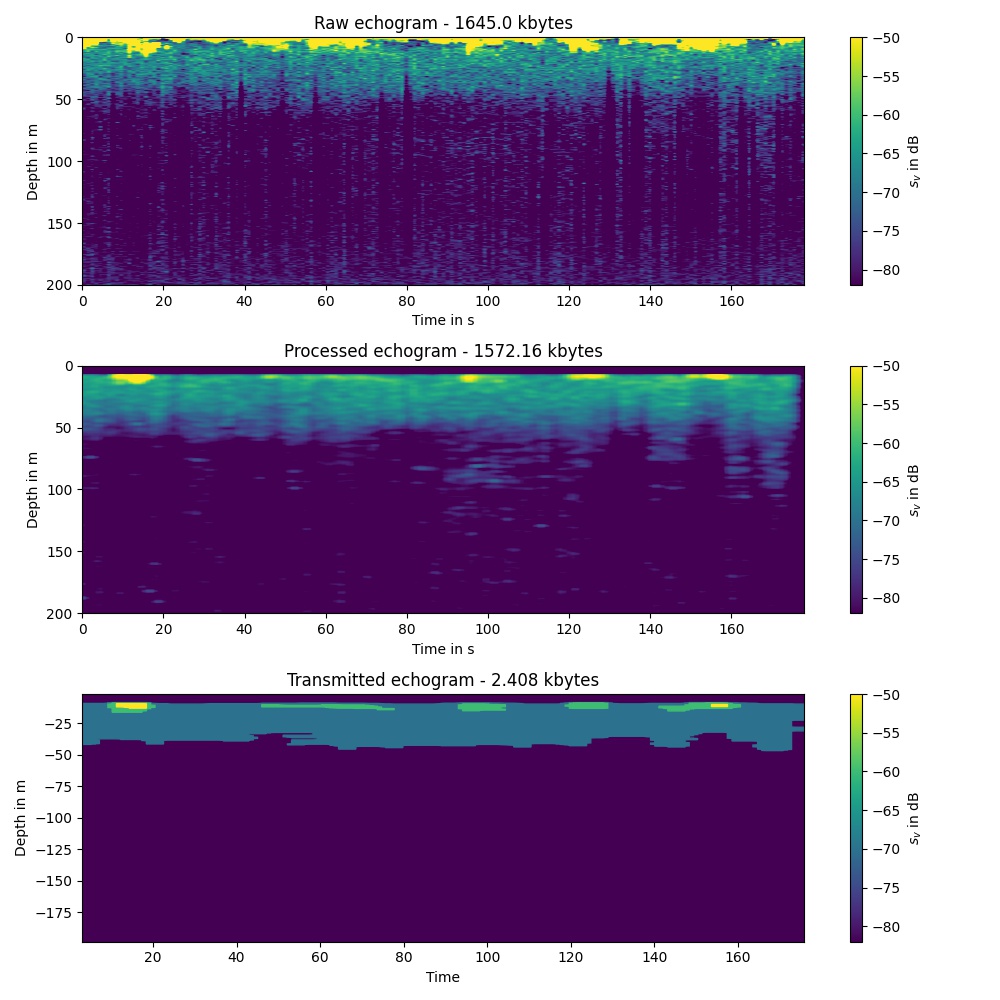 Raw echogram - 1645.0 kbytes
0
50
100
150
200
Depth in m
0 20 40 60 80 100 120 140 160
Time in s
−50
−55
−60
−65
−70
−75
−80
sv in dB
Processed echogram - 1572.16 kbytes
0
50
100
150
200
Depth in m
0 20 40 60 80 100 120 140 160
Time in s
−50
−55
−60
−65
−70
−75
−80
sv in dB
Transmitted echogram - 2.408 kbytes
−25
−50
−75
−100
−125
−150
−175
Depth in m
20 40 60 80 100 120 140 160
Time
−50
−55
−60
−65
−70
−75
−80
sv in dB